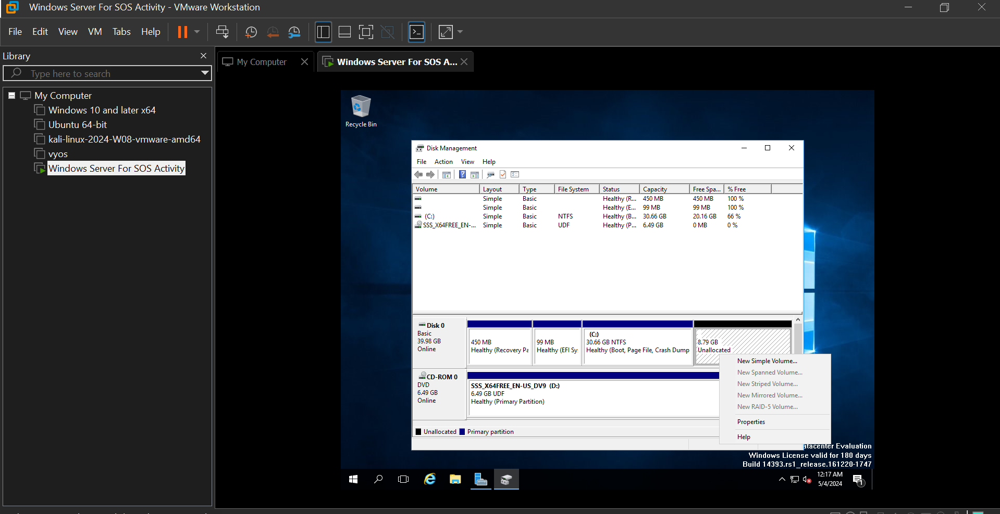 Windows Server For SOS Activity - VMware Workstation
File Edit View VM Tabs Help
Library
Type here to search
My Computer
Windows 10 and later x64
Ubuntu 64-bit
kali-linux-2024-W08-vmware-amd64
vyos
Windows Server For SOS Activity
My Computer
Windows Server For SOS A...
Recycle Bin
Disk Management
File Action View Help
Volume Layout Type File System Status Capacity Free Spa... % Free
Simple Basic Healthy (R... 450 MB 450 MB 100 %
Simple Basic Healthy (E... 99 MB 99 MB 100 %
(C:) Simple Basic NTFS Healthy (B... 30.66 GB 20.16 GB 66 %
SSS_X64FREE_EN-... Simple Basic UDF Healthy (P... 6.49 GB 0 MB 0 %
Disk 0
Basic
39.98 GB
Online
450 MB
Healthy (Recovery Pa
99 MB
Healthy (EFI Sy
(C:)
30.66 GB NTFS
Healthy (Boot, Page File, Crash Dump
8.79 GB
Unallocated
CD-ROM 0
DVD
6.49 GB
Online
SSS_X64FREE_EN-US_DV9 (D:)
6.49 GB UDF
Healthy (Primary Partition)
Unallocated Primary partition
New Simple Volume...
New Spanned Volume...
New Striped Volume...
New Mirrored Volume...
New RAID-5 Volume...
Properties
Help
atacenter Evaluation
Windows License valid for 180 days
Build 14393.rs1_release.161220-1747
12:17 AM
5/4/2024
1